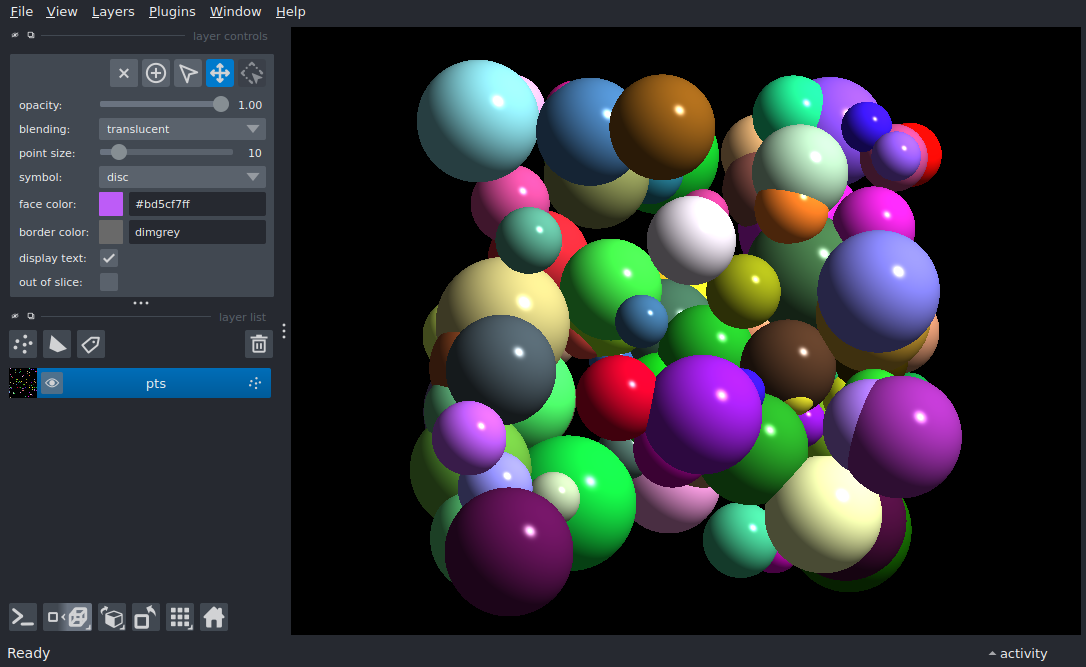 File View Layers Plugins Window Help
layer controls
opacity: 1.00
blending: translucent
point size: 10
symbol: disc
face color: #bd5cf7ff
border color: dimgrey
display text:
out of slice:
layer list
pts
Ready
activity